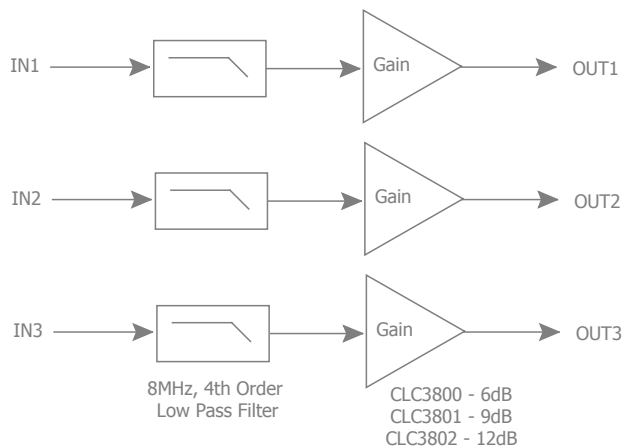 IN1
Gain
OUT1
IN2
Gain
OUT2
IN3
Gain
OUT3
8MHz, 4th Order
Low Pass Filter
CLC3800 - 6dB
CLC3801 - 9dB
CLC3802 - 12dB